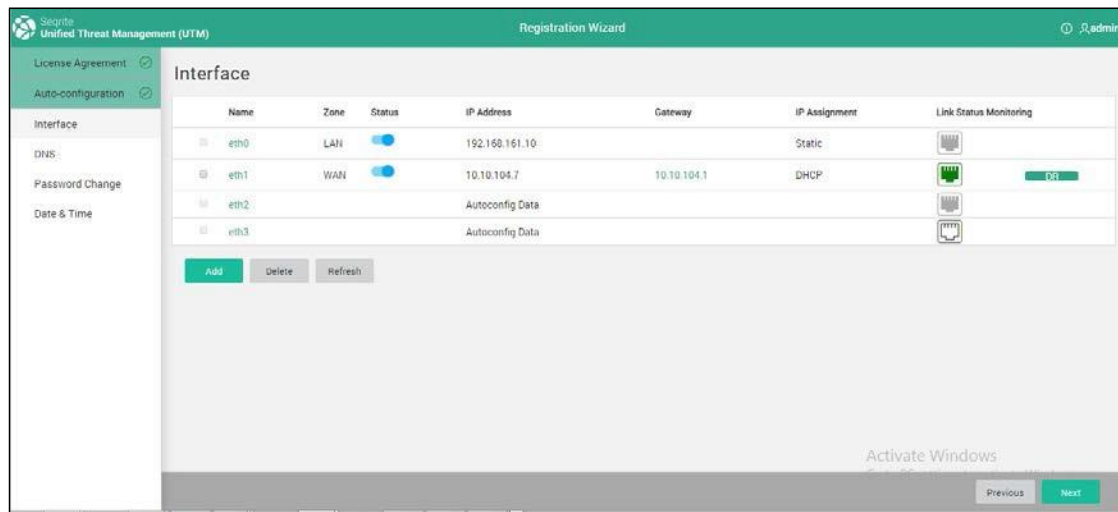 Seqrite
Unified Threat Management (UTM)
Registration Wizard
admin
License Agreement
Auto-configuration
Interface
DNS
Password Change
Date & Time
Interface
Name Zone Status IP Address Gateway IP Assignment Link Status Monitoring
eth0 LAN 192.168.161.10 Static
eth1 WAN 10.10.104.7 10.10.104.1 DHCP DR
eth2 Autoconfig Data
eth3 Autoconfig Data
Add Delete Refresh
Activate Windows
Previous Next